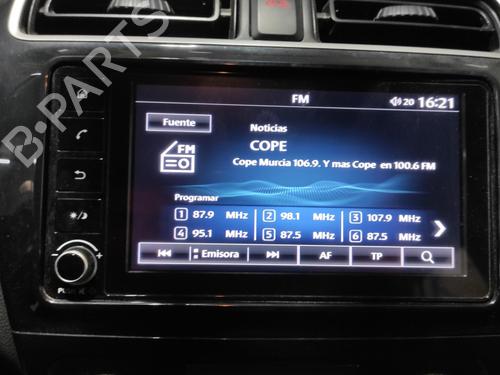 FM
20 16:21
Fuente
Noticias
FM
COPE
Cope Murcia 106.9. Y mas Cope en 100.6 FM
Programar
1 87.9 MHz 2 98.1 MHz 3 107.9 MHz
4 95.1 MHz 5 87.5 MHz 6 87.5 MHz
Emisora AF TP
B-PARTS